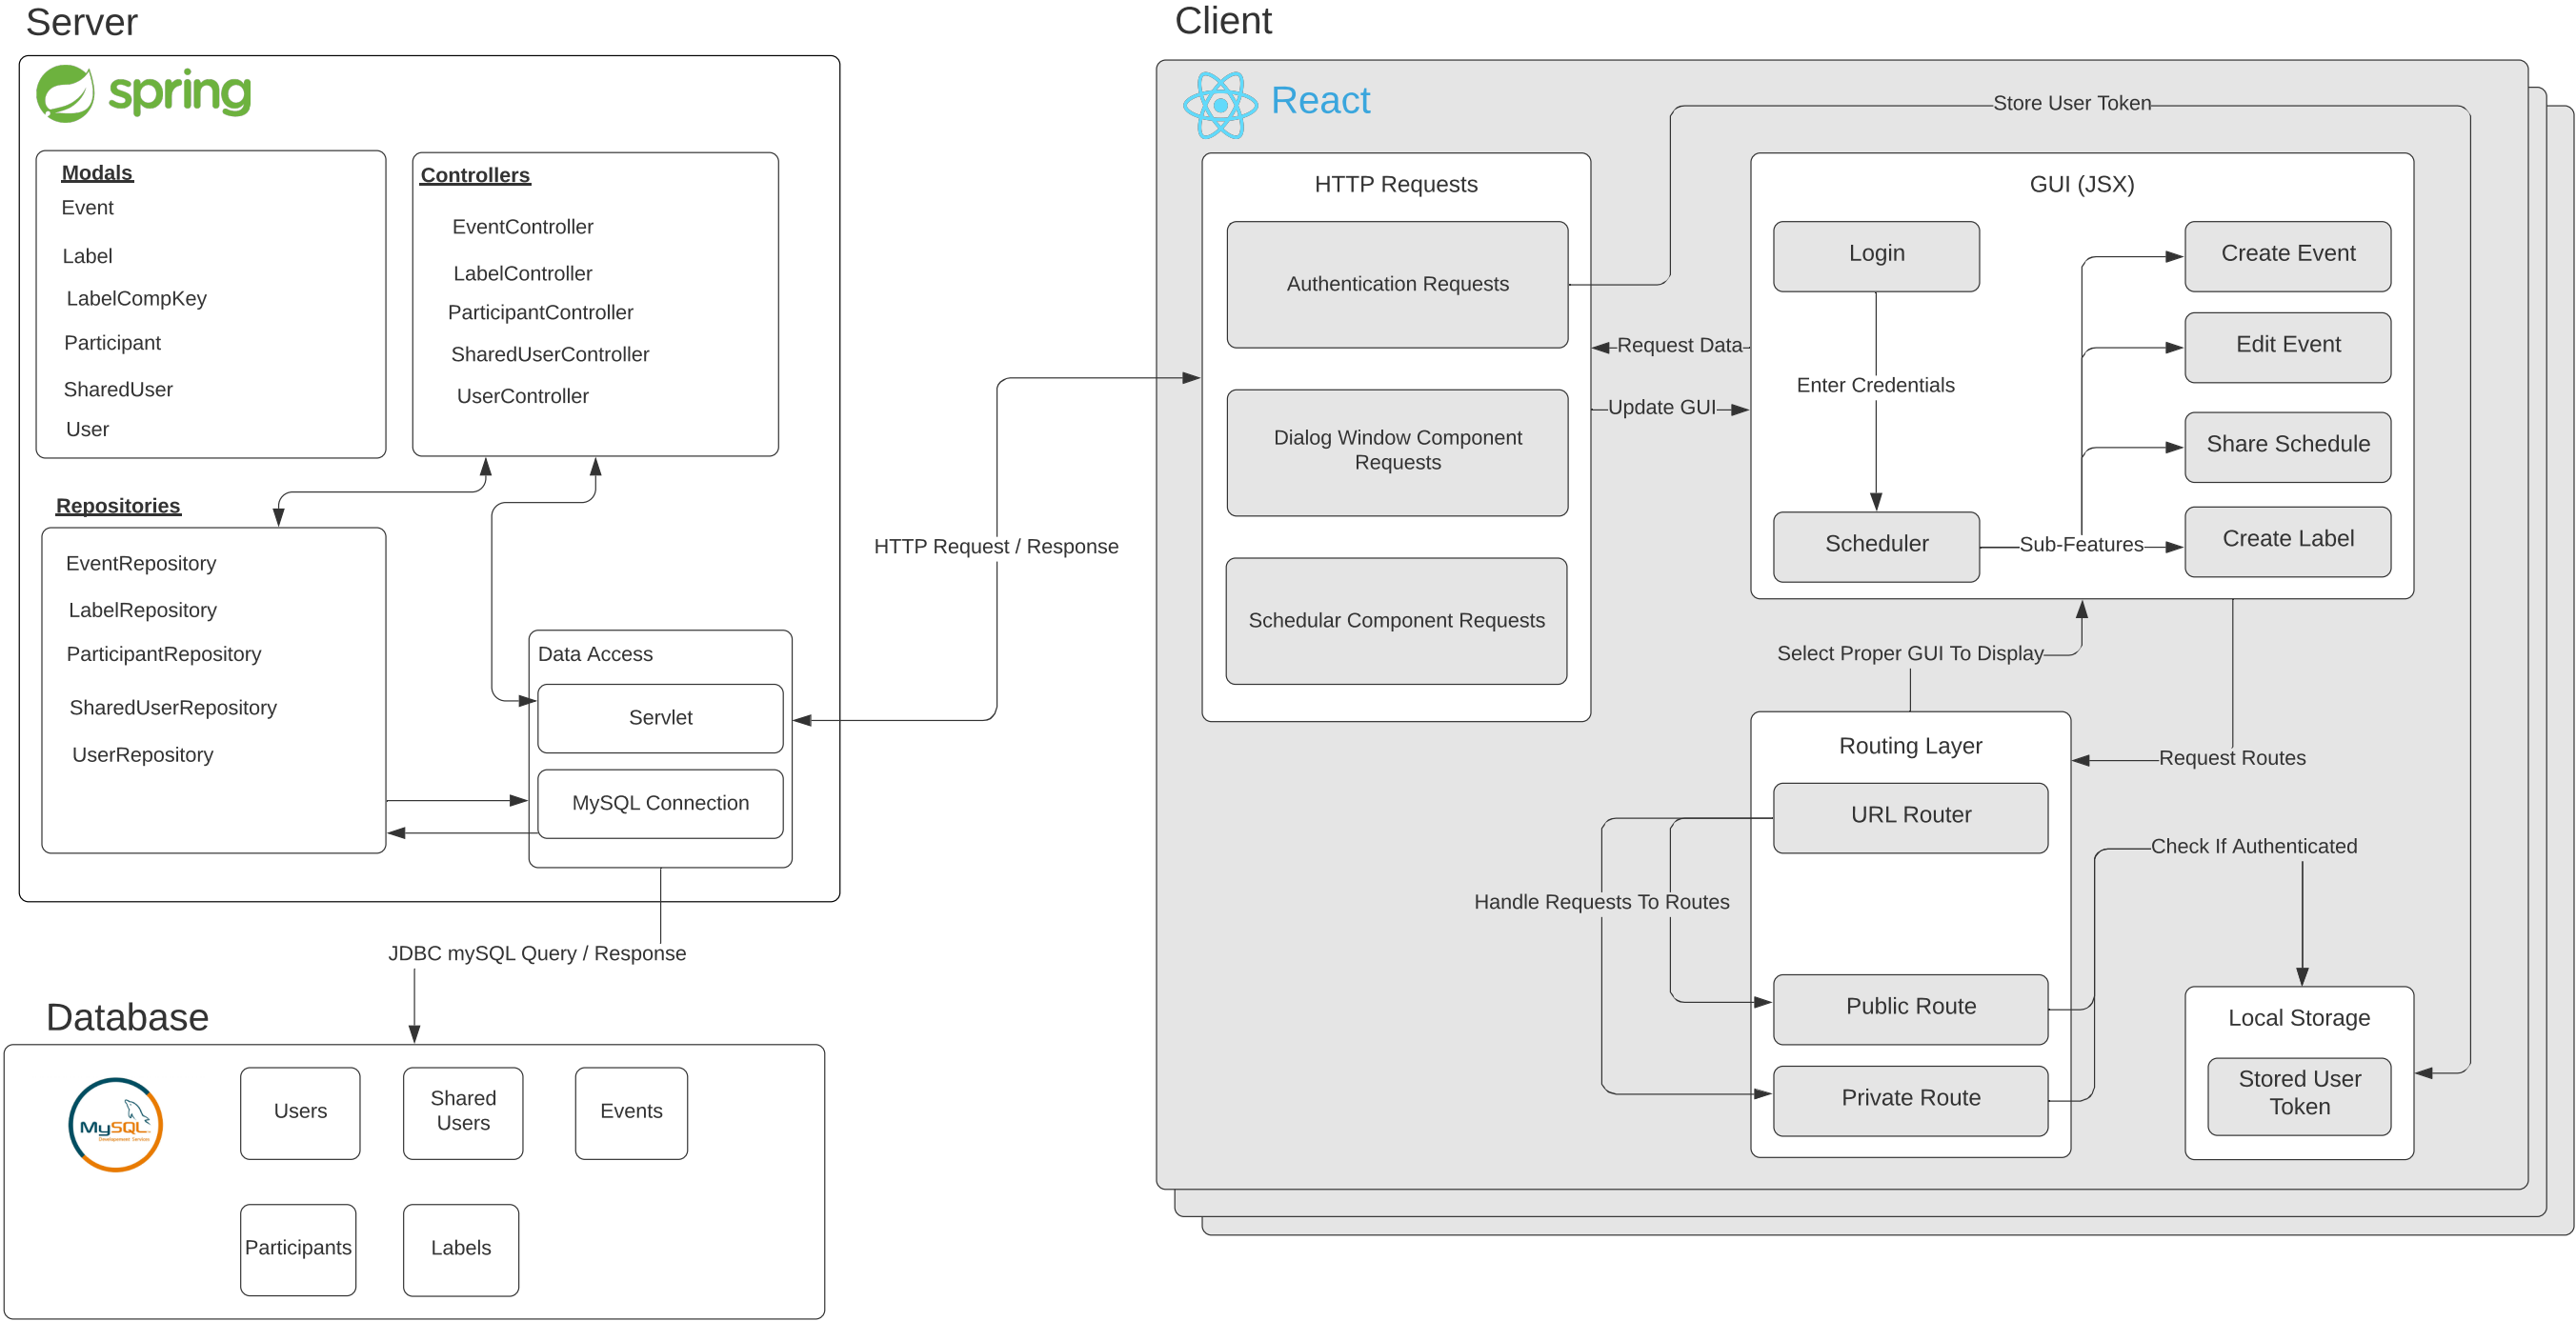 Server
spring
Modals
Event
Label
LabelCompKey
Participant
SharedUser
User
Controllers
EventController
LabelController
ParticipantController
SharedUserController
UserController
Repositories
EventRepository
LabelRepository
ParticipantRepository
SharedUserRepository
UserRepository
Data Access
Servlet
MySQL Connection
JDBC mySQL Query / Response
HTTP Request / Response
Database
MySQL
Users
Shared
Users
Events
Participants
Labels
Client
React
Store User Token
HTTP Requests
Authentication Requests
Dialog Window Component
Requests
Schedular Component Requests
Request Data
Update GUI
GUI (JSX)
Login
Enter Credentials
Scheduler
Sub-Features
Create Event
Edit Event
Share Schedule
Create Label
Select Proper GUI To Display
Request Routes
Routing Layer
URL Router
Handle Requests To Routes
Public Route
Private Route
Check If Authenticated
Local Storage
Stored User
Token